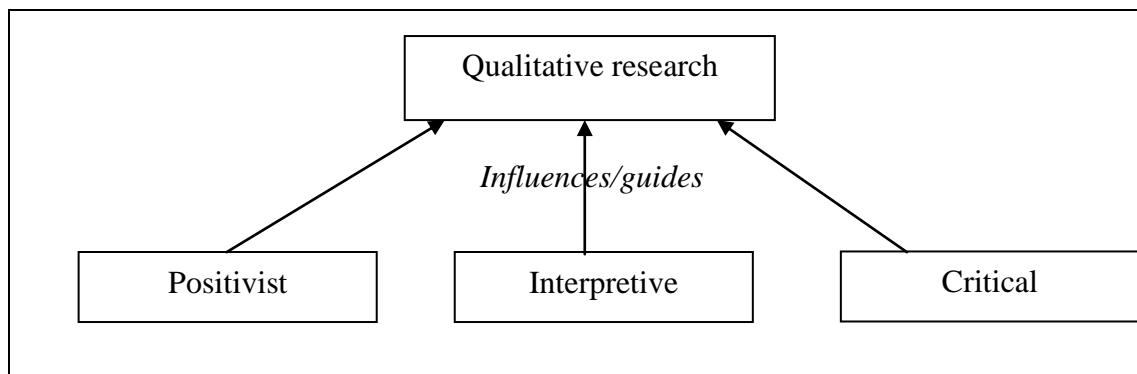 Qualitative research
Influences/guides
Positivist
Interpretive
Critical